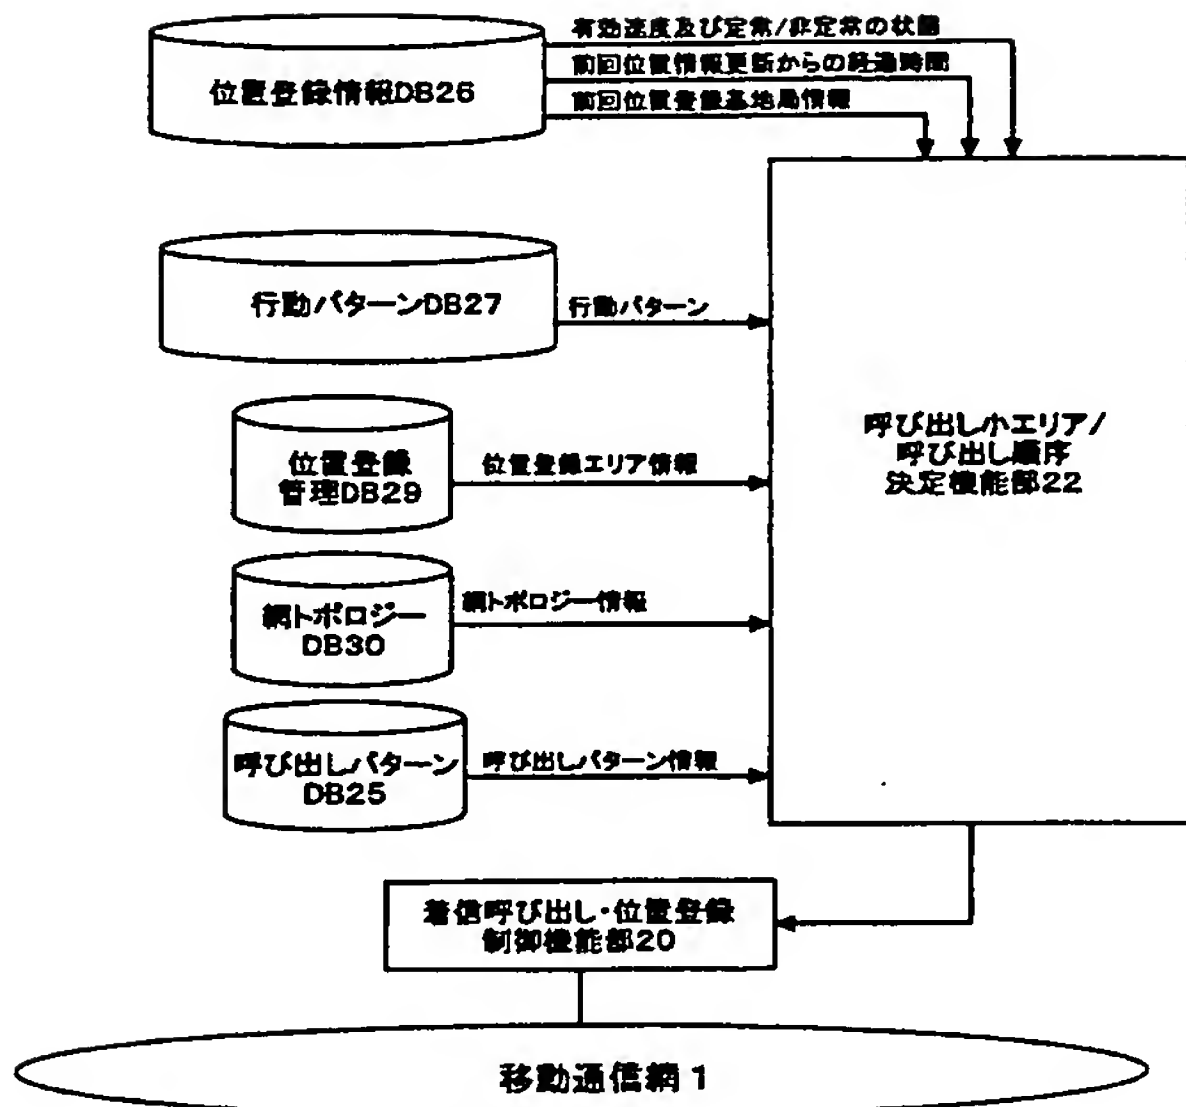 有効速度及び定常/非定常の状態
前回位置情報更新からの経過時間
前回位置登録基地局情報
位置登録情報DB26
行動パターンDB27
行動パターン
位置登録
管理DB29
位置登録エリア情報
呼び出し小エリア/
呼び出し順序
決定機能部22
網トポロジー
DB30
網トポロジー情報
呼び出しパターン
DB25
呼び出しパターン情報
着信呼び出し・位置登録
制御機能部20
移動通信網1